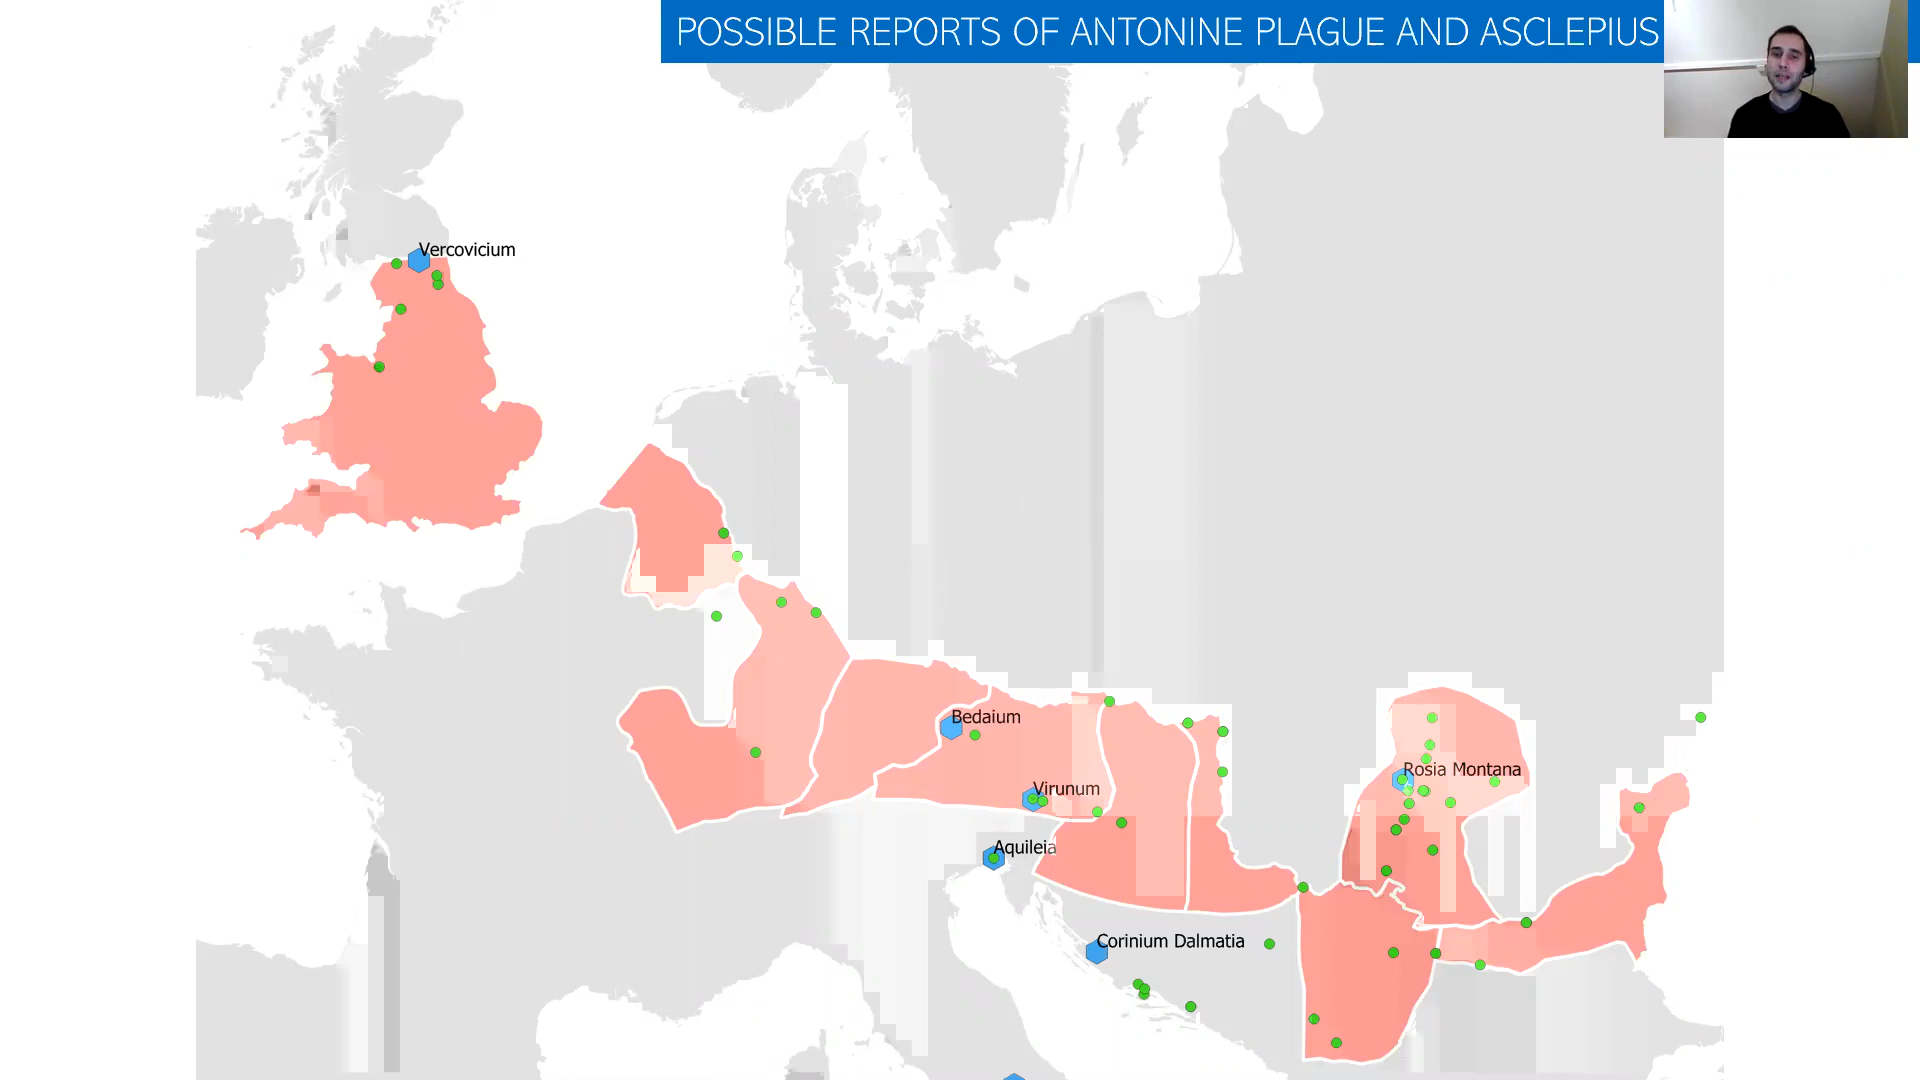 POSSIBLE REPORTS OF ANTONINE PLAGUE AND ASCLEPIUS
Vercovicium
Bedaium
Rosia Montana
Virunum
Aquileia
Corinium Dalmatia